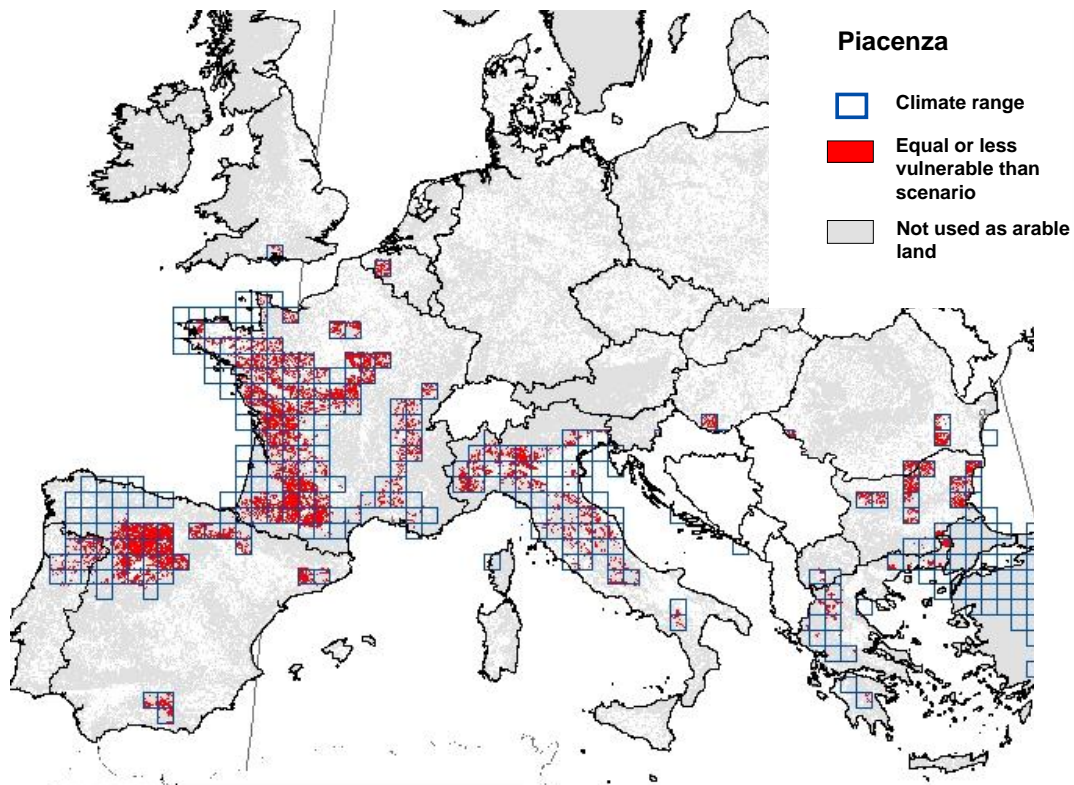 Piacenza
Climate range
Equal or less
vulnerable than
scenario
Not used as arable
land